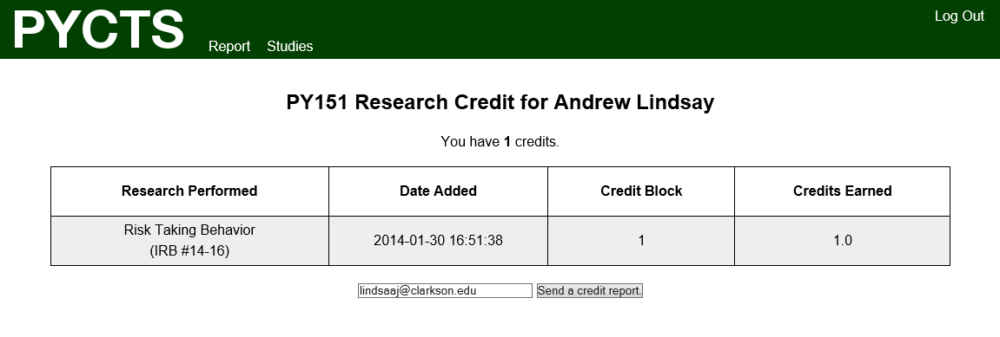 PYCTS
Report Studies
Log Out
PY151 Research Credit for Andrew Lindsay
You have 1 credits.
Research Performed Date Added Credit Block Credits Earned
Risk Taking Behavior
(IRB #14-16) 2014-01-30 16:51:38 1 1.0
lindsaaj@clarkson.edu Send a credit report.